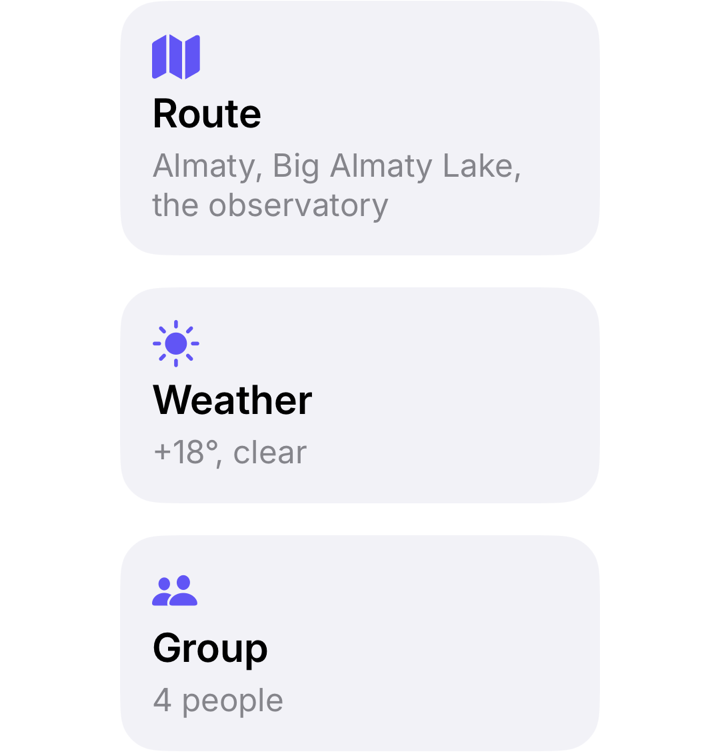 Route
Almaty, Big Almaty Lake,
the observatory
Weather
+18°, clear
Group
4 people